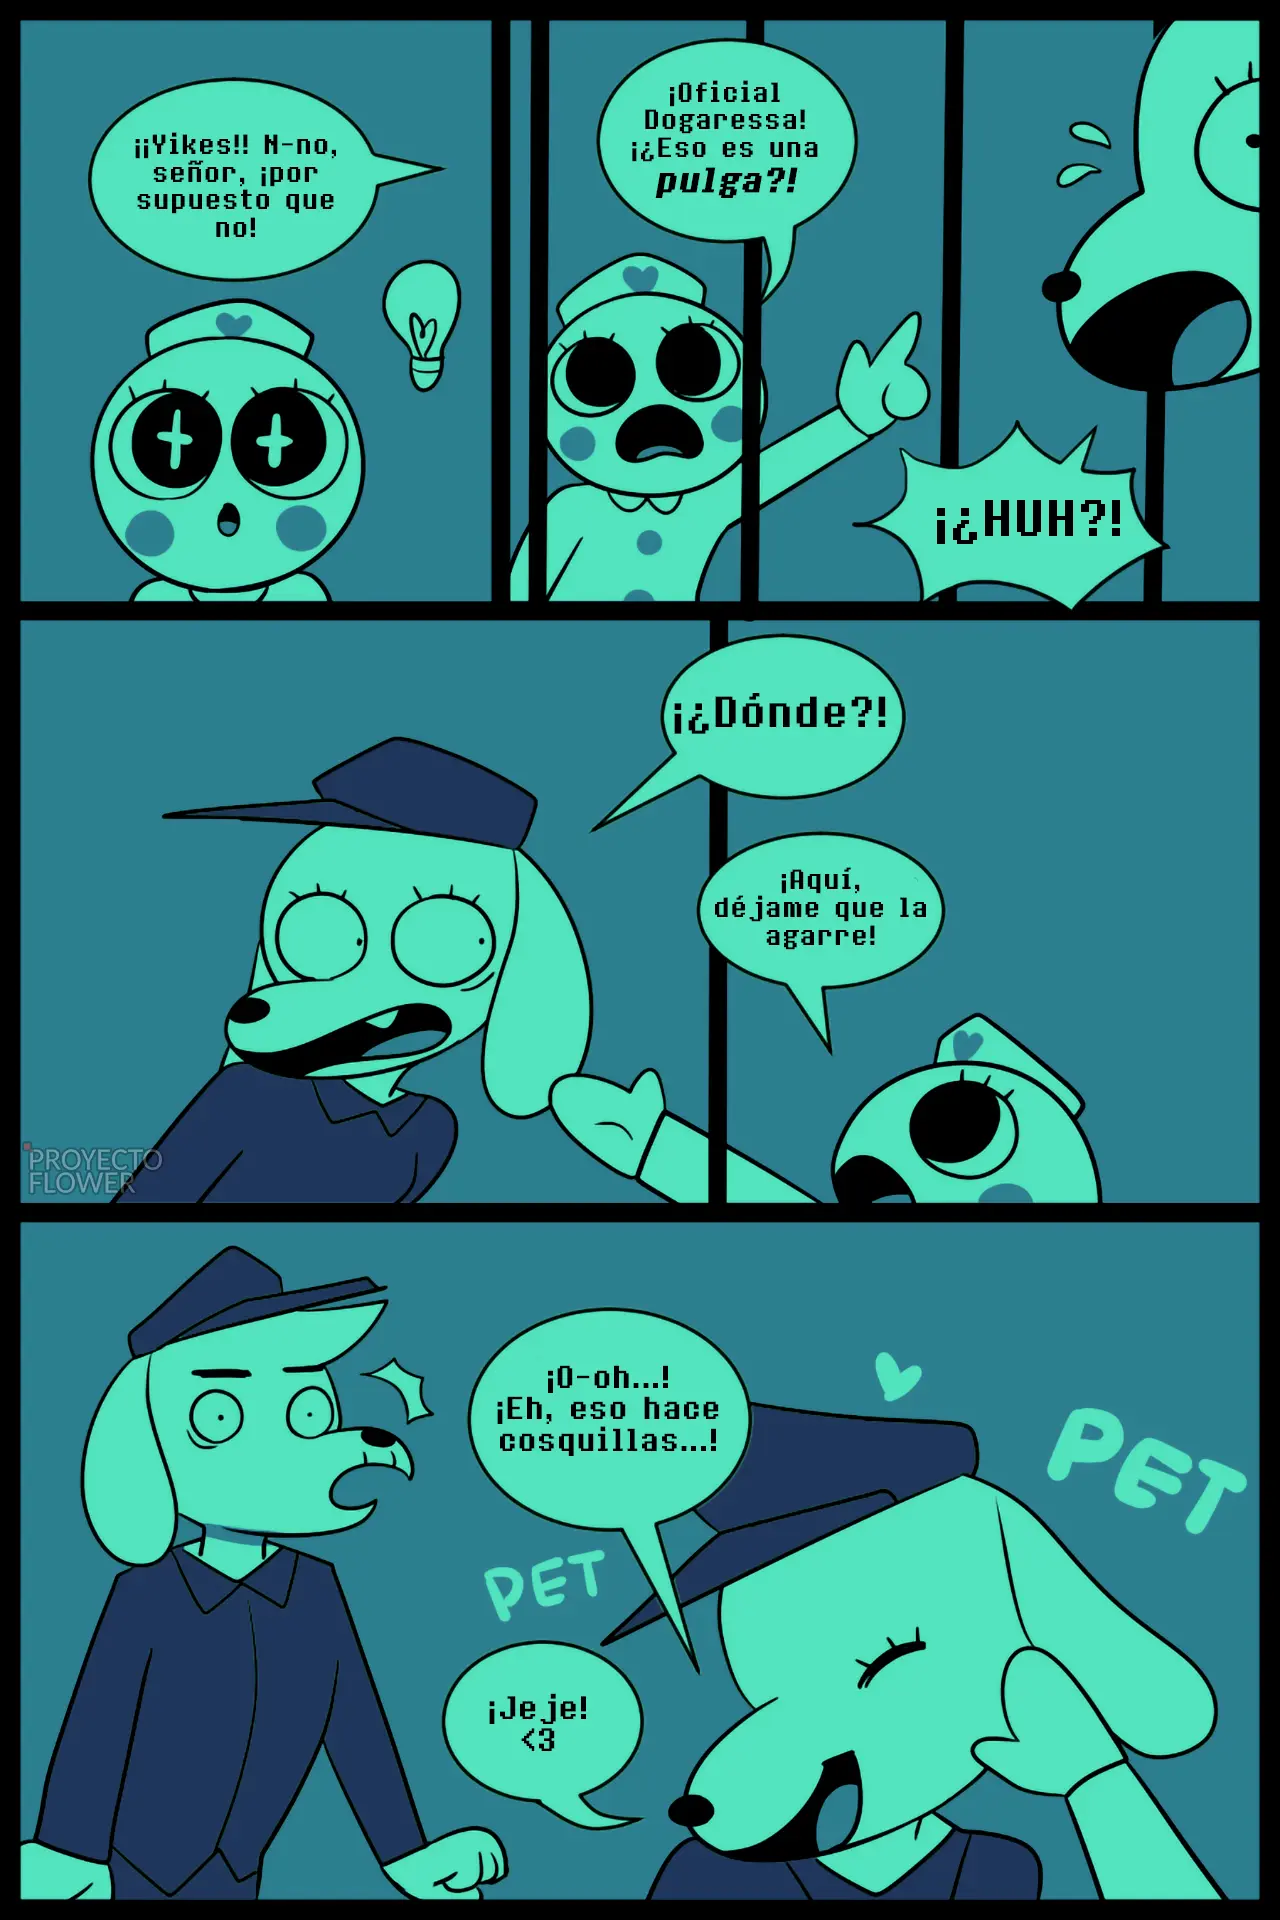 ¡¡Yikes!! N-no,
señor, ¡por
supuesto que
no!
¡Oficial
Dogaressa!
¡¿Eso es una
pulga?!
¡¿HUH?!
¡¿Dónde?!
¡Aquí,
déjame que la
agarre!
PROYECTO
FLOWER
¡O-oh...!
¡Eh, eso hace
cosquillas...!
PET
PET
¡Jeje!
<3